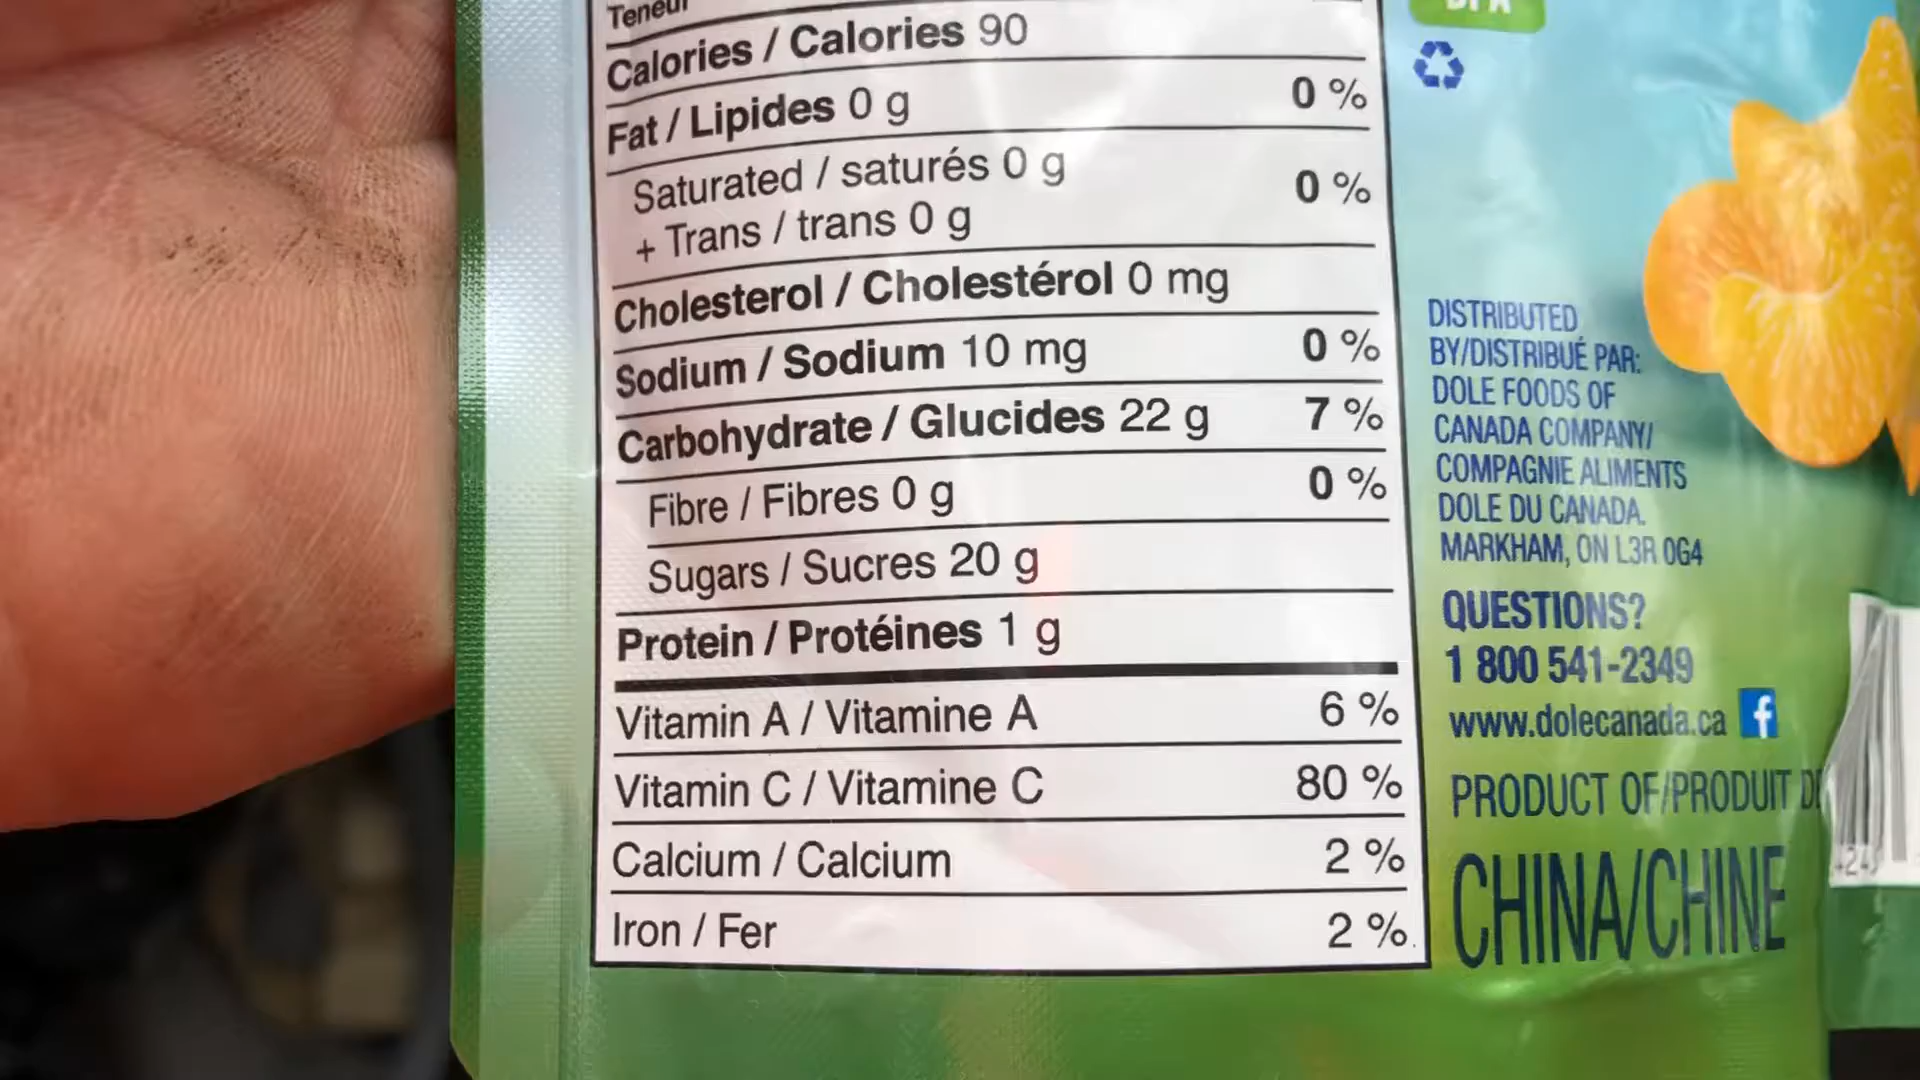 Teneur
Calories / Calories 90
Fat / Lipides 0 g 0 %
Saturated / saturés 0 g
+ Trans / trans 0 g 0 %
Cholesterol / Cholestérol 0 mg
Sodium / Sodium 10 mg 0 %
Carbohydrate / Glucides 22 g 7 %
Fibre / Fibres 0 g 0 %
Sugars / Sucres 20 g
Protein / Protéines 1 g
Vitamin A / Vitamine A 6 %
Vitamin C / Vitamine C 80 %
Calcium / Calcium 2 %
Iron / Fer 2 %
BPA
DISTRIBUTED
BY/DISTRIBUÉ PAR:
DOLE FOODS OF
CANADA COMPANY/
COMPAGNIE ALIMENTS
DOLE DU CANADA.
MARKHAM, ON L3R 0G4
QUESTIONS?
1 800 541-2349
www.dolecanada.ca f
PRODUCT OF/PRODUIT DE
CHINA/CHINE